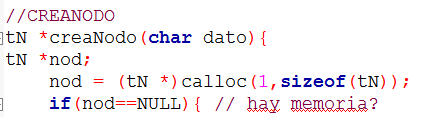 //CREANODO
tN *creaNodo(char dato){
tN *nod;
nod = (tN *)calloc(1,sizeof(tN));
if(nod==NULL){ // hay memoria?